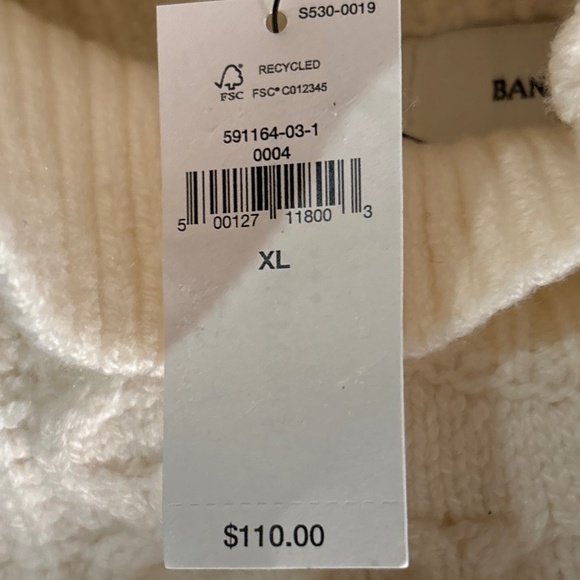 S530-0019
RECYCLED
FSC
FSC® C012345
BAN
591164-03-1
0004
5 00127 11800 3
XL
$110.00